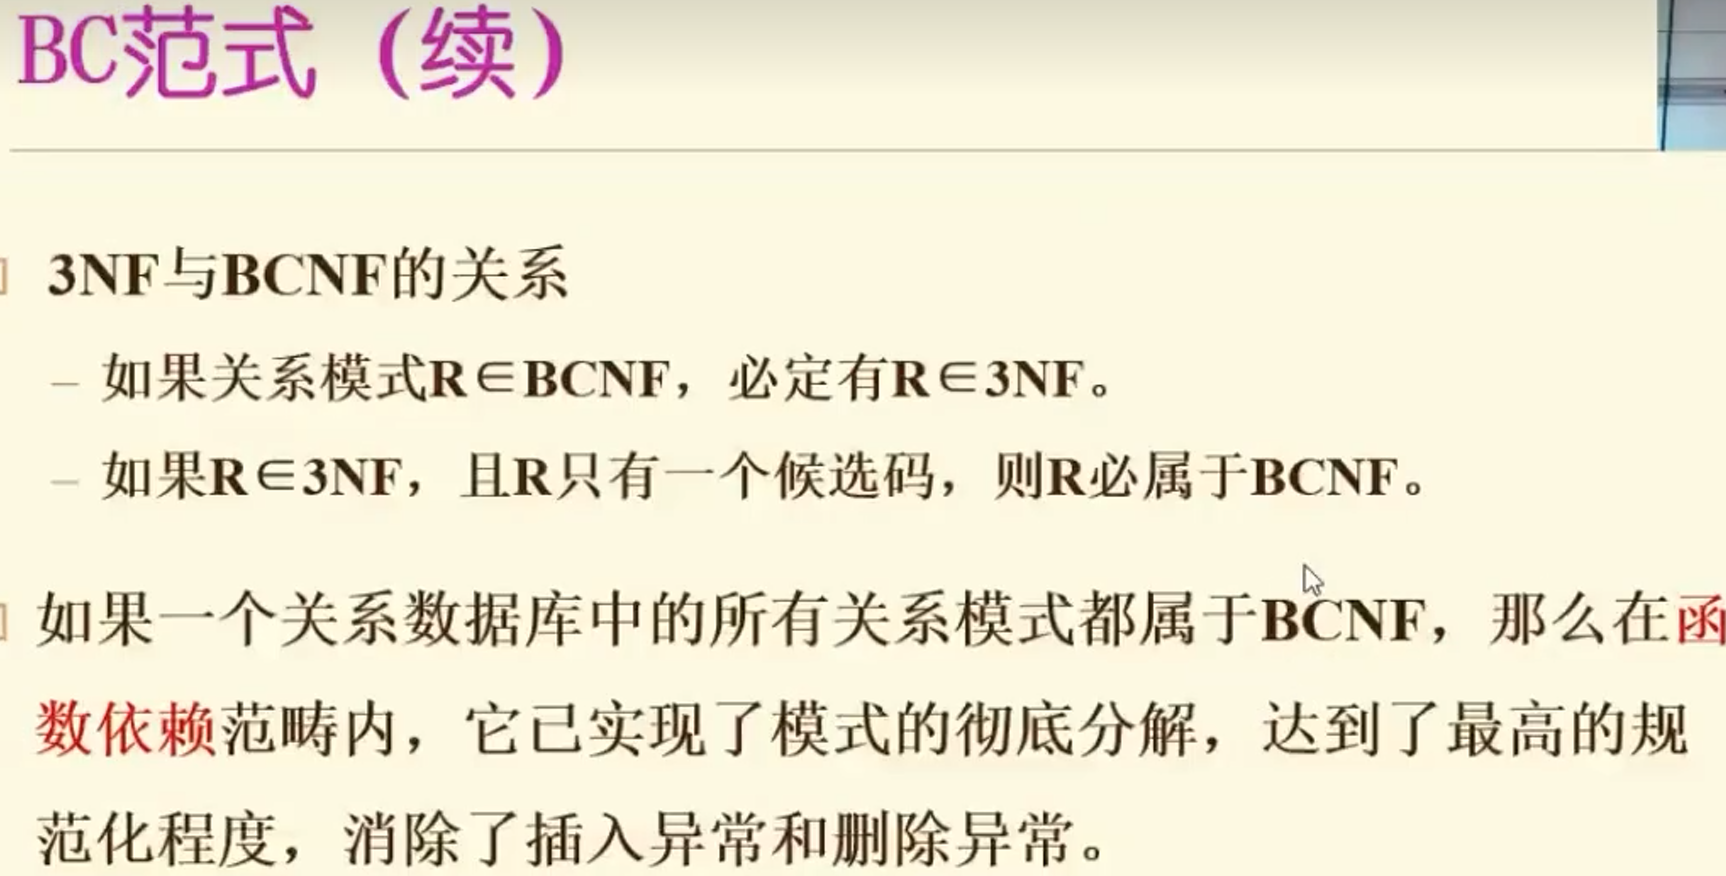 BC范式（续）
3NF与BCNF的关系
– 如果关系模式R∈BCNF，必定有R∈3NF。
– 如果R∈3NF，且R只有一个候选码，则R必属于BCNF。
如果一个关系数据库中的所有关系模式都属于BCNF，那么在函
数依赖范畴内，它已实现了模式的彻底分解，达到了最高的规
范化程度，消除了插入异常和删除异常。